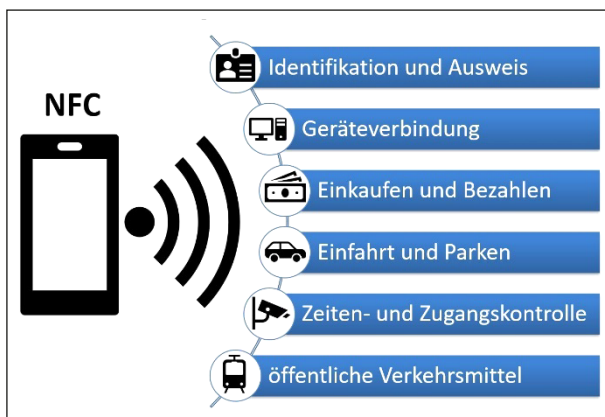 NFC
Identifikation und Ausweis
Geräteverbindung
Einkaufen und Bezahlen
Einfahrt und Parken
Zeiten- und Zugangskontrolle
öffentliche Verkehrsmittel